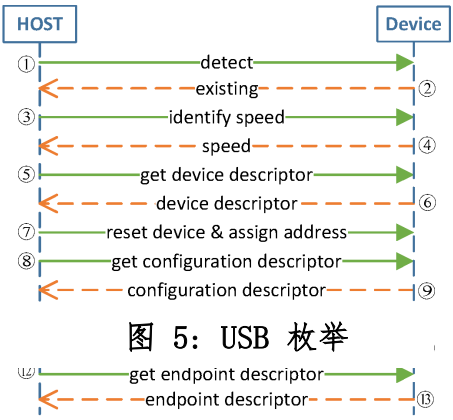 HOST Device
① detect
existing ②
③ identify speed
speed ④
⑤ get device descriptor
device descriptor ⑥
⑦ reset device & assign address
⑧ get configuration descriptor
configuration descriptor ⑨
图 5: USB 枚举
⑫ get endpoint descriptor
endpoint descriptor ⑬